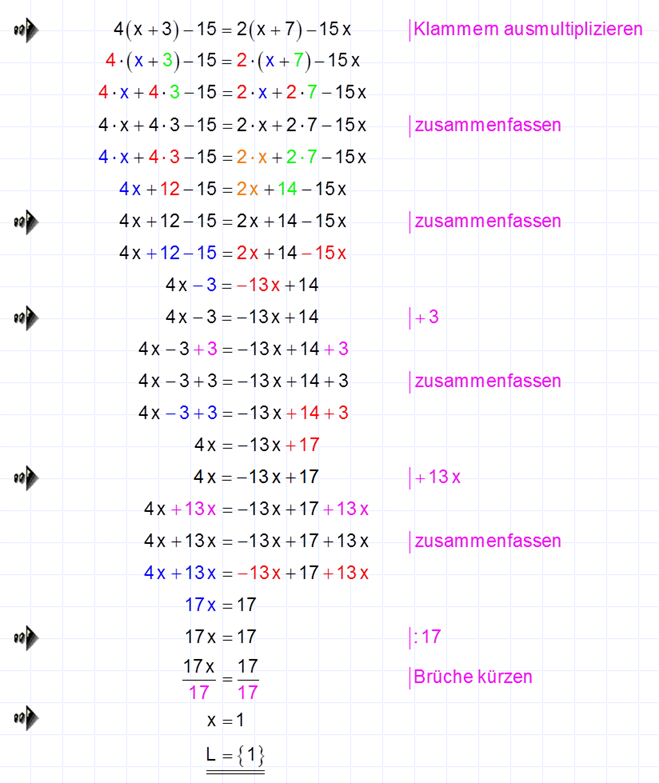 4(x+3)−15=2(x+7)−15x |Klammern ausmultiplizieren
4·(x+3)−15=2·(x+7)−15x
4·x+4·3−15=2·x+2·7−15x
4·x+4·3−15=2·x+2·7−15x |zusammenfassen
4·x+4·3−15=2·x+2·7−15x
4x+12−15=2x+14−15x
4x+12−15=2x+14−15x |zusammenfassen
4x+12−15=2x+14−15x
4x−3=−13x+14
4x−3=−13x+14 |+3
4x−3+3=−13x+14+3
4x−3+3=−13x+14+3 |zusammenfassen
4x−3+3=−13x+14+3
4x=−13x+17
4x=−13x+17 |+13x
4x+13x=−13x+17+13x
4x+13x=−13x+17+13x |zusammenfassen
4x+13x=−13x+17+13x
17x=17
17x=17 |:17
17x/17=17/17 |Brüche kürzen
x=1
L={1}